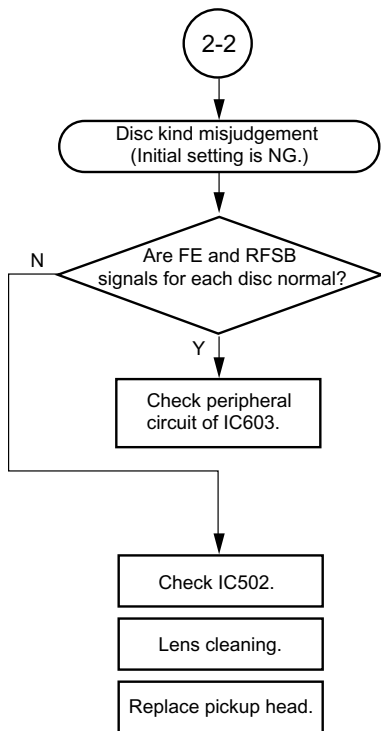 2-2
Disc kind misjudgement
(Initial setting is NG.)
Are FE and RFSB
signals for each disc normal?
N
Y
Check peripheral
circuit of IC603.
Check IC502.
Lens cleaning.
Replace pickup head.